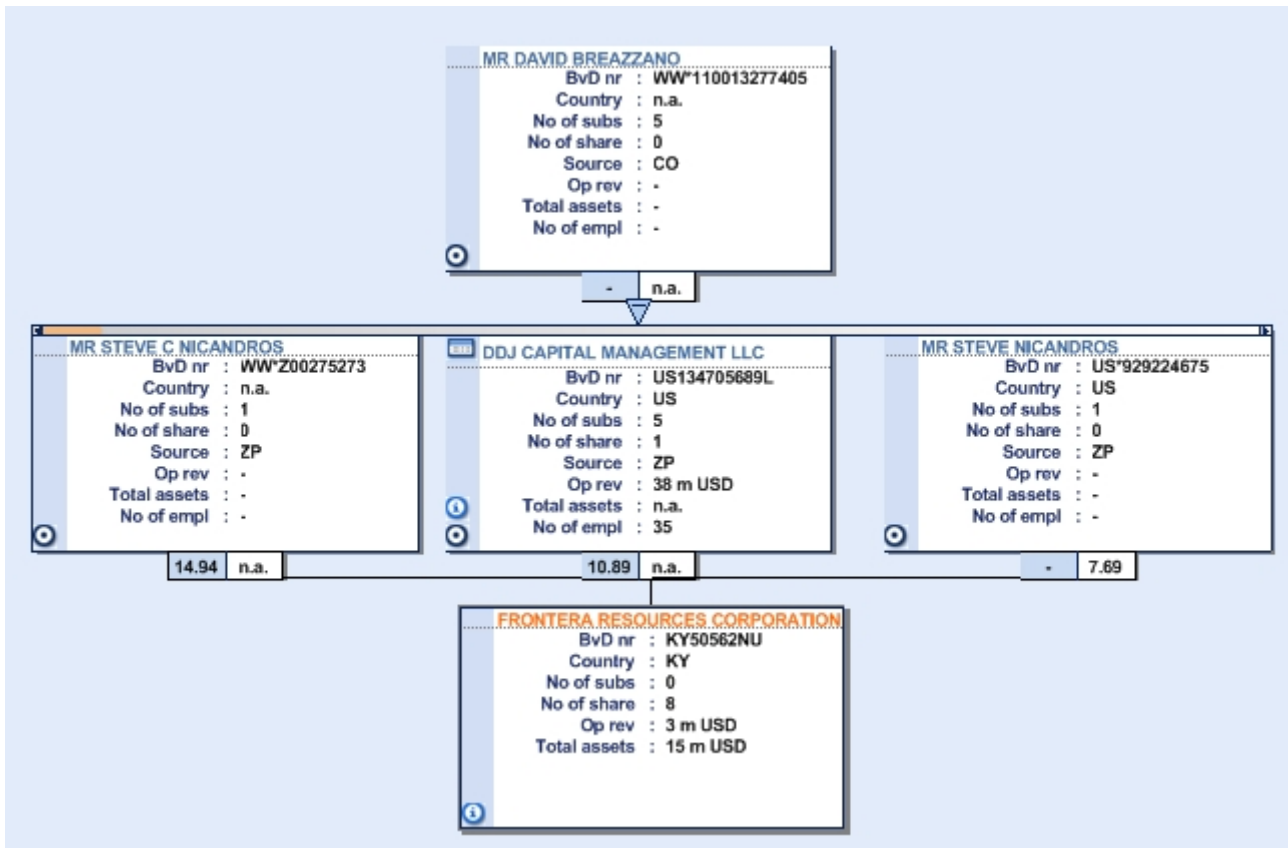 MR DAVID BREAZZANO
BvD nr : WW*110013277405
Country : n.a.
No of subs : 5
No of share : 0
Source : CO
Op rev : -
Total assets : -
No of empl : -
- n.a.
MR STEVE C NICANDROS
BvD nr : WW*Z00275273
Country : n.a.
No of subs : 1
No of share : 0
Source : ZP
Op rev : -
Total assets : -
No of empl : -
14.94 n.a.
DDJ CAPITAL MANAGEMENT LLC
BvD nr : US134705689L
Country : US
No of subs : 5
No of share : 1
Source : ZP
Op rev : 38 m USD
Total assets : n.a.
No of empl : 35
10.89 n.a.
MR STEVE NICANDROS
BvD nr : US*929224675
Country : US
No of subs : 1
No of share : 0
Source : ZP
Op rev : -
Total assets : -
No of empl : -
- 7.69
FRONTERA RESOURCES CORPORATION
BvD nr : KY50562NU
Country : KY
No of subs : 0
No of share : 8
Op rev : 3 m USD
Total assets : 15 m USD